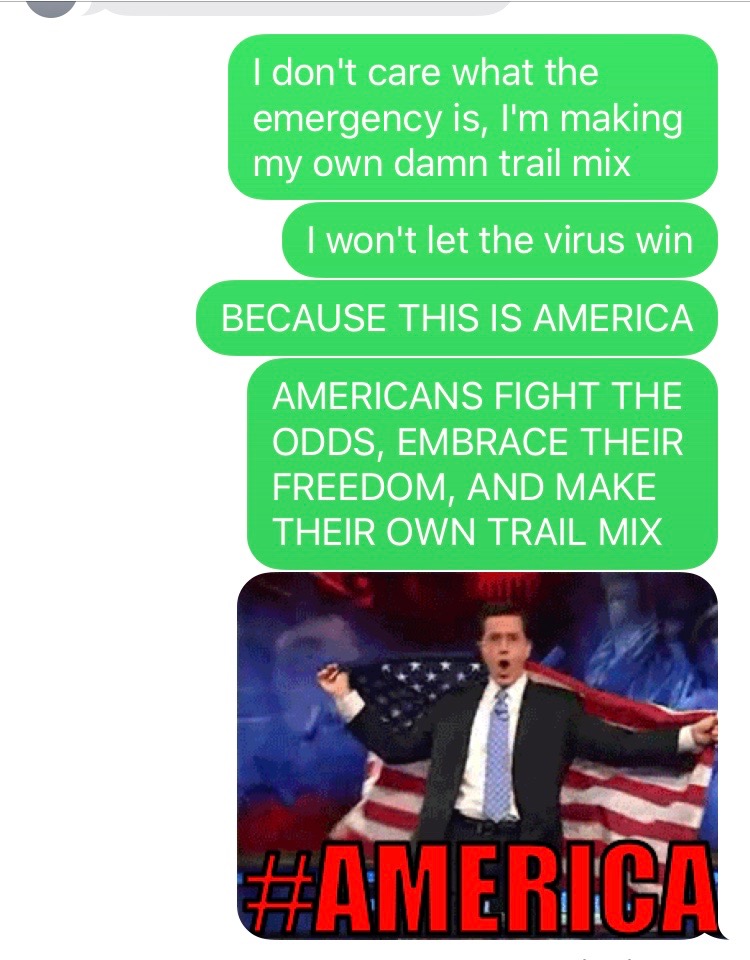 I don't care what the
emergency is, I'm making
my own damn trail mix
I won't let the virus win
BECAUSE THIS IS AMERICA
AMERICANS FIGHT THE
ODDS, EMBRACE THEIR
FREEDOM, AND MAKE
THEIR OWN TRAIL MIX
#AMERICA